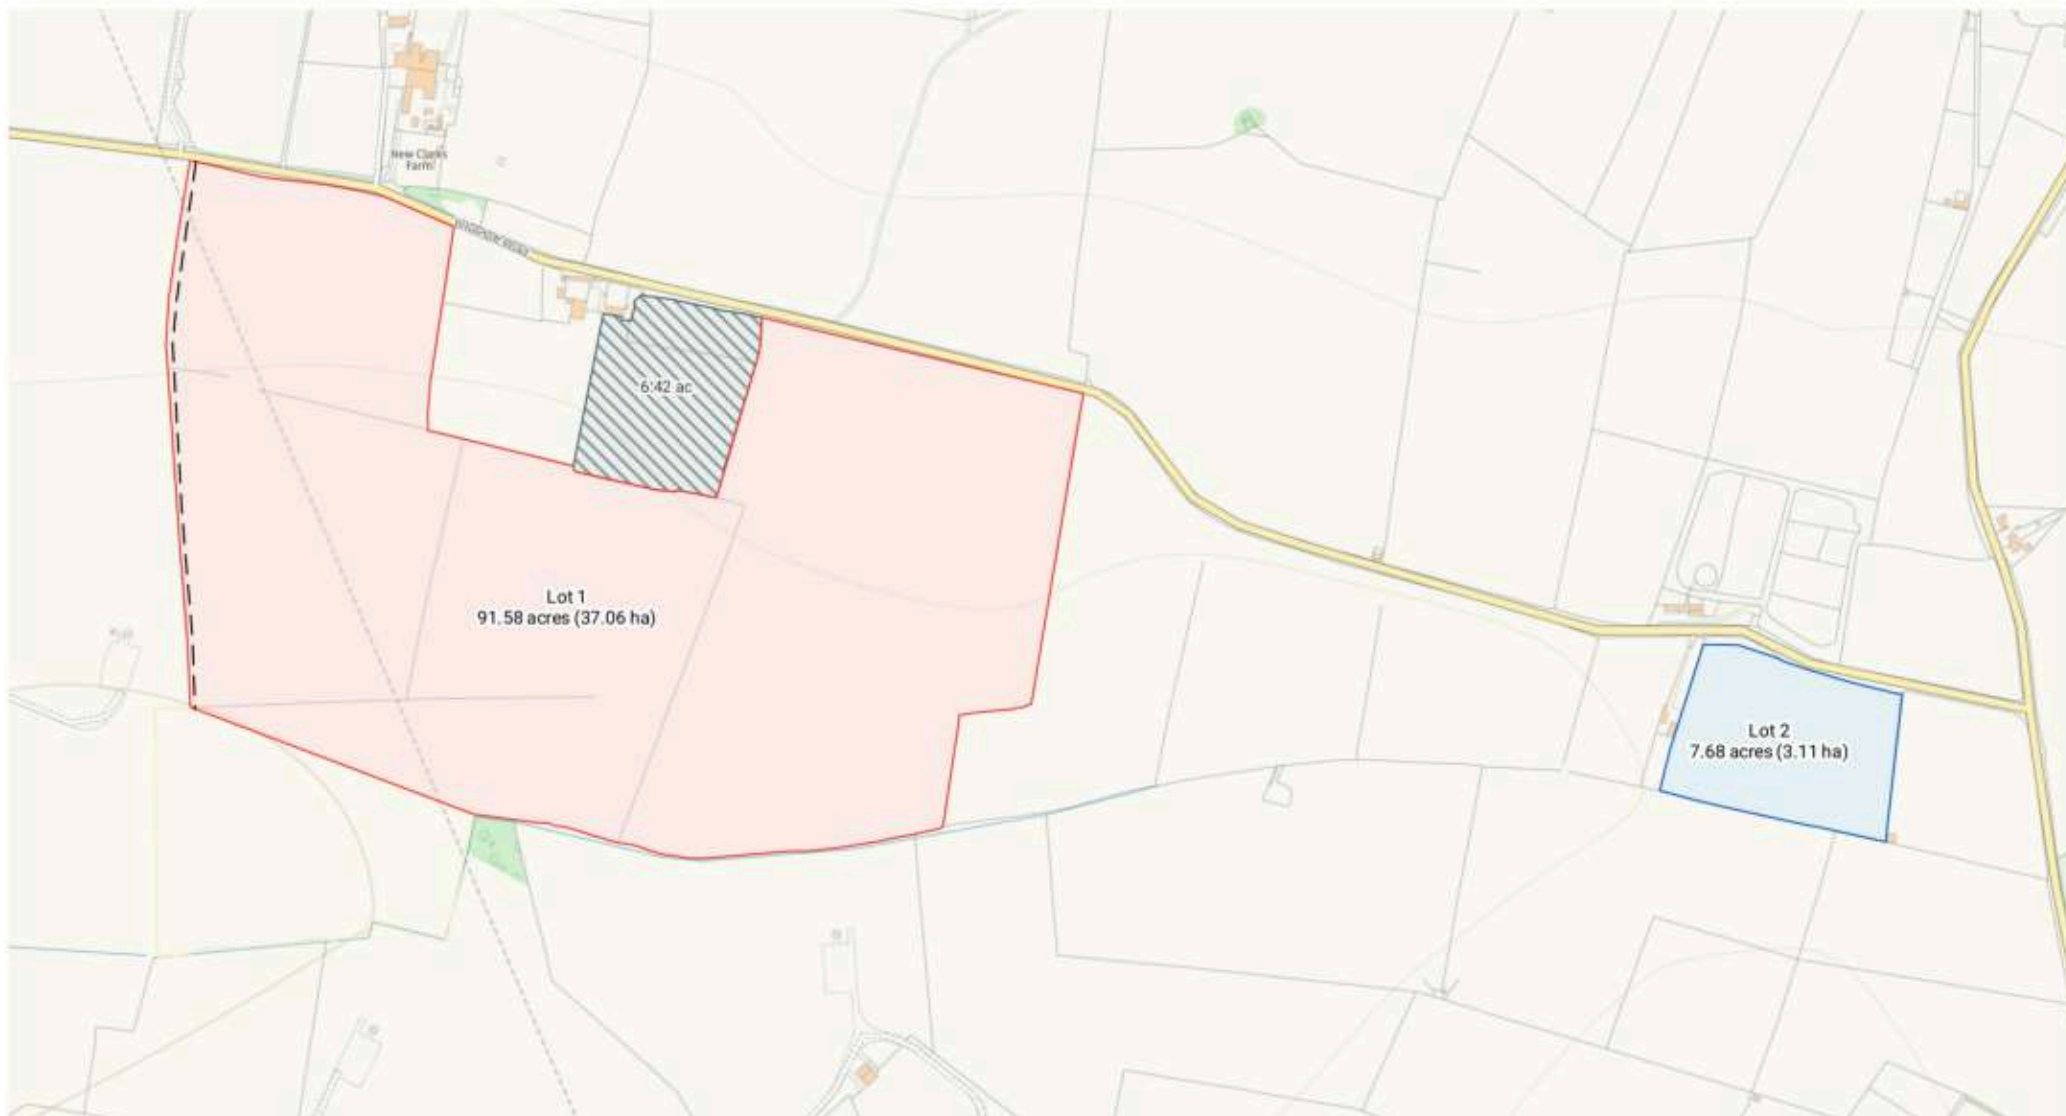 New Clarks
Farm
6.42 ac
Lot 1
91.58 acres (37.06 ha)
Lot 2
7.68 acres (3.11 ha)